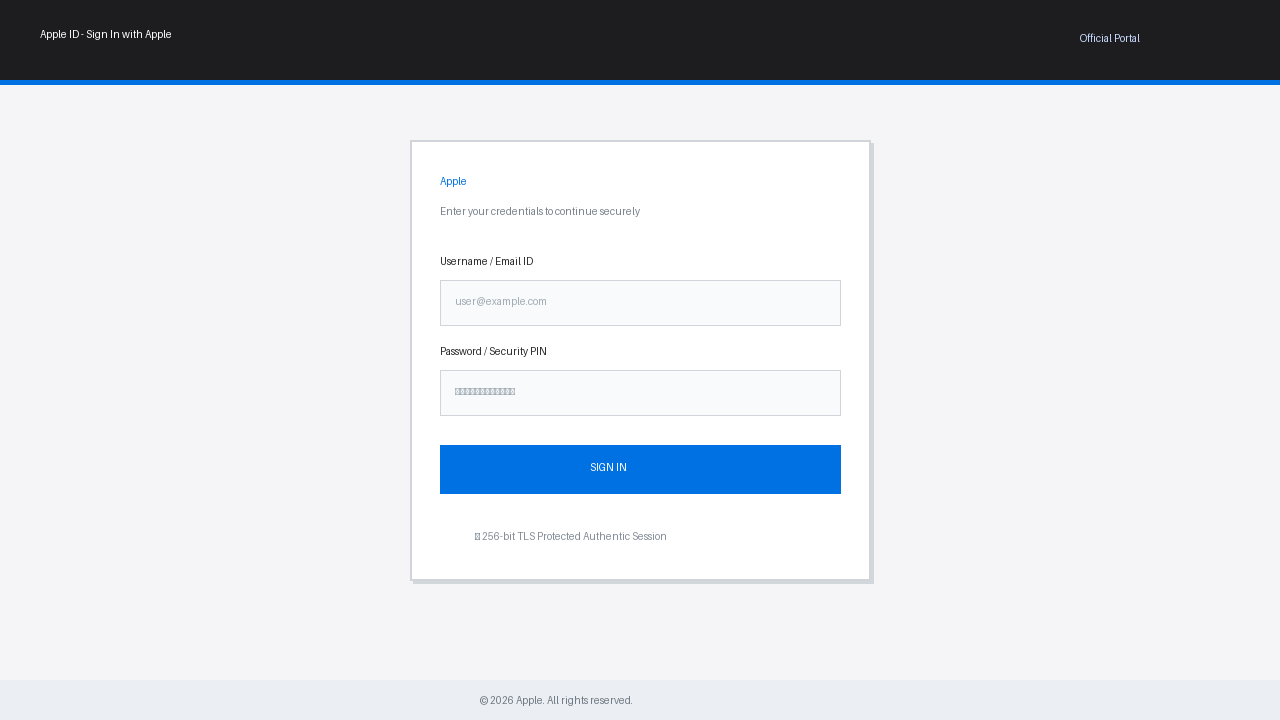 Apple ID - Sign In with Apple
Official Portal
Apple
Enter your credentials to continue securely
Username / Email ID
user@example.com
Password / Security PIN
SIGN IN
256-bit TLS Protected Authentic Session
© 2026 Apple. All rights reserved.